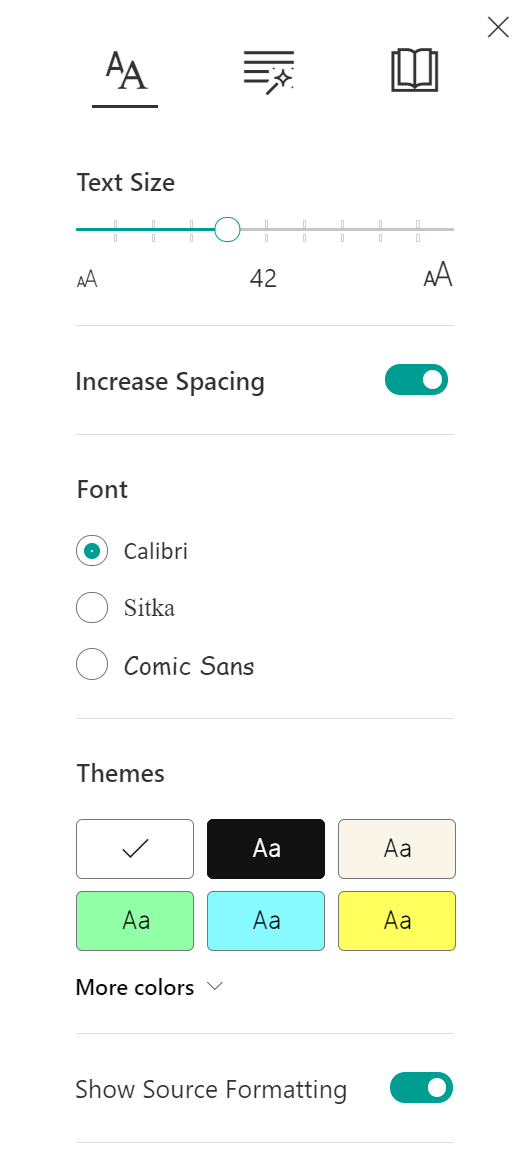 AA
Text Size
AA 42 AA
Increase Spacing
Font
Calibri
Sitka
Comic Sans
Themes
Aa Aa
Aa Aa Aa
More colors
Show Source Formatting